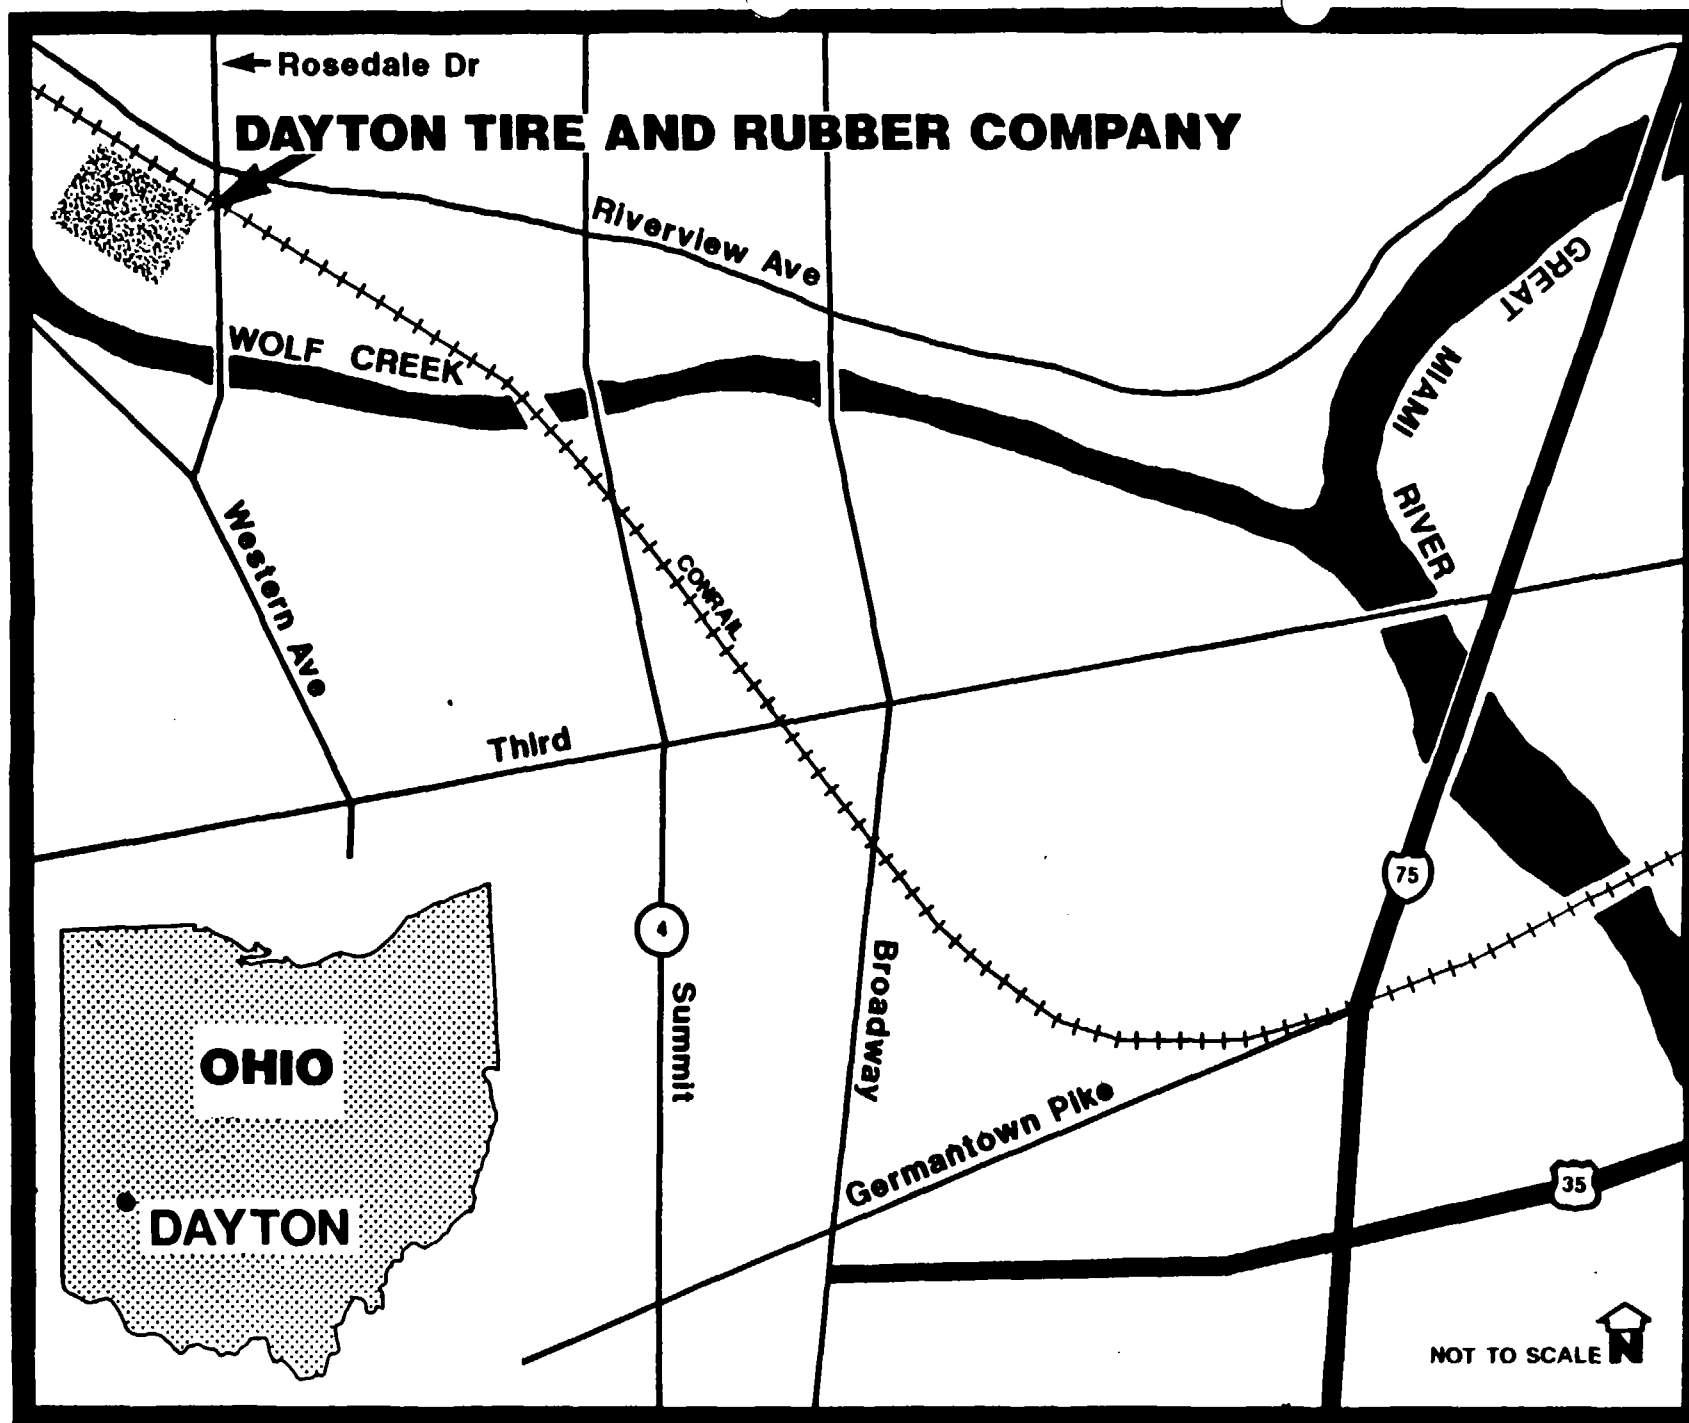 Rosedale Dr
DAYTON TIRE AND RUBBER COMPANY
Riverview Ave
GREAT
MIAMI
RIVER
WOLF CREEK
Western Ave
CONRAIL
Third
75
4
Summit
Broadway
OHIO
DAYTON
Germantown Pike
35
NOT TO SCALE
N